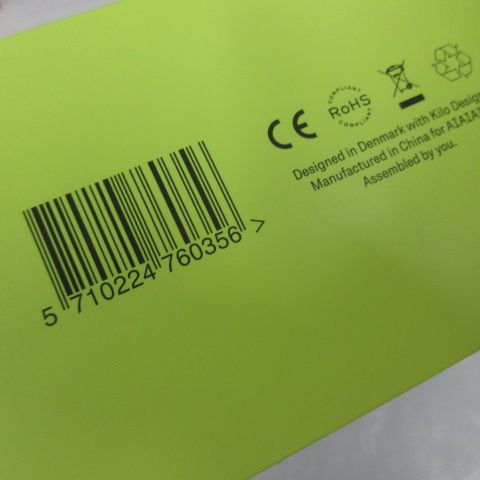 CE
COMPLIANT
RoHS
COMPLIANT
Designed in Denmark with Kilo Design
Manufactured in China for AIAIAI
Assembled by you.
5 710224 760356 >